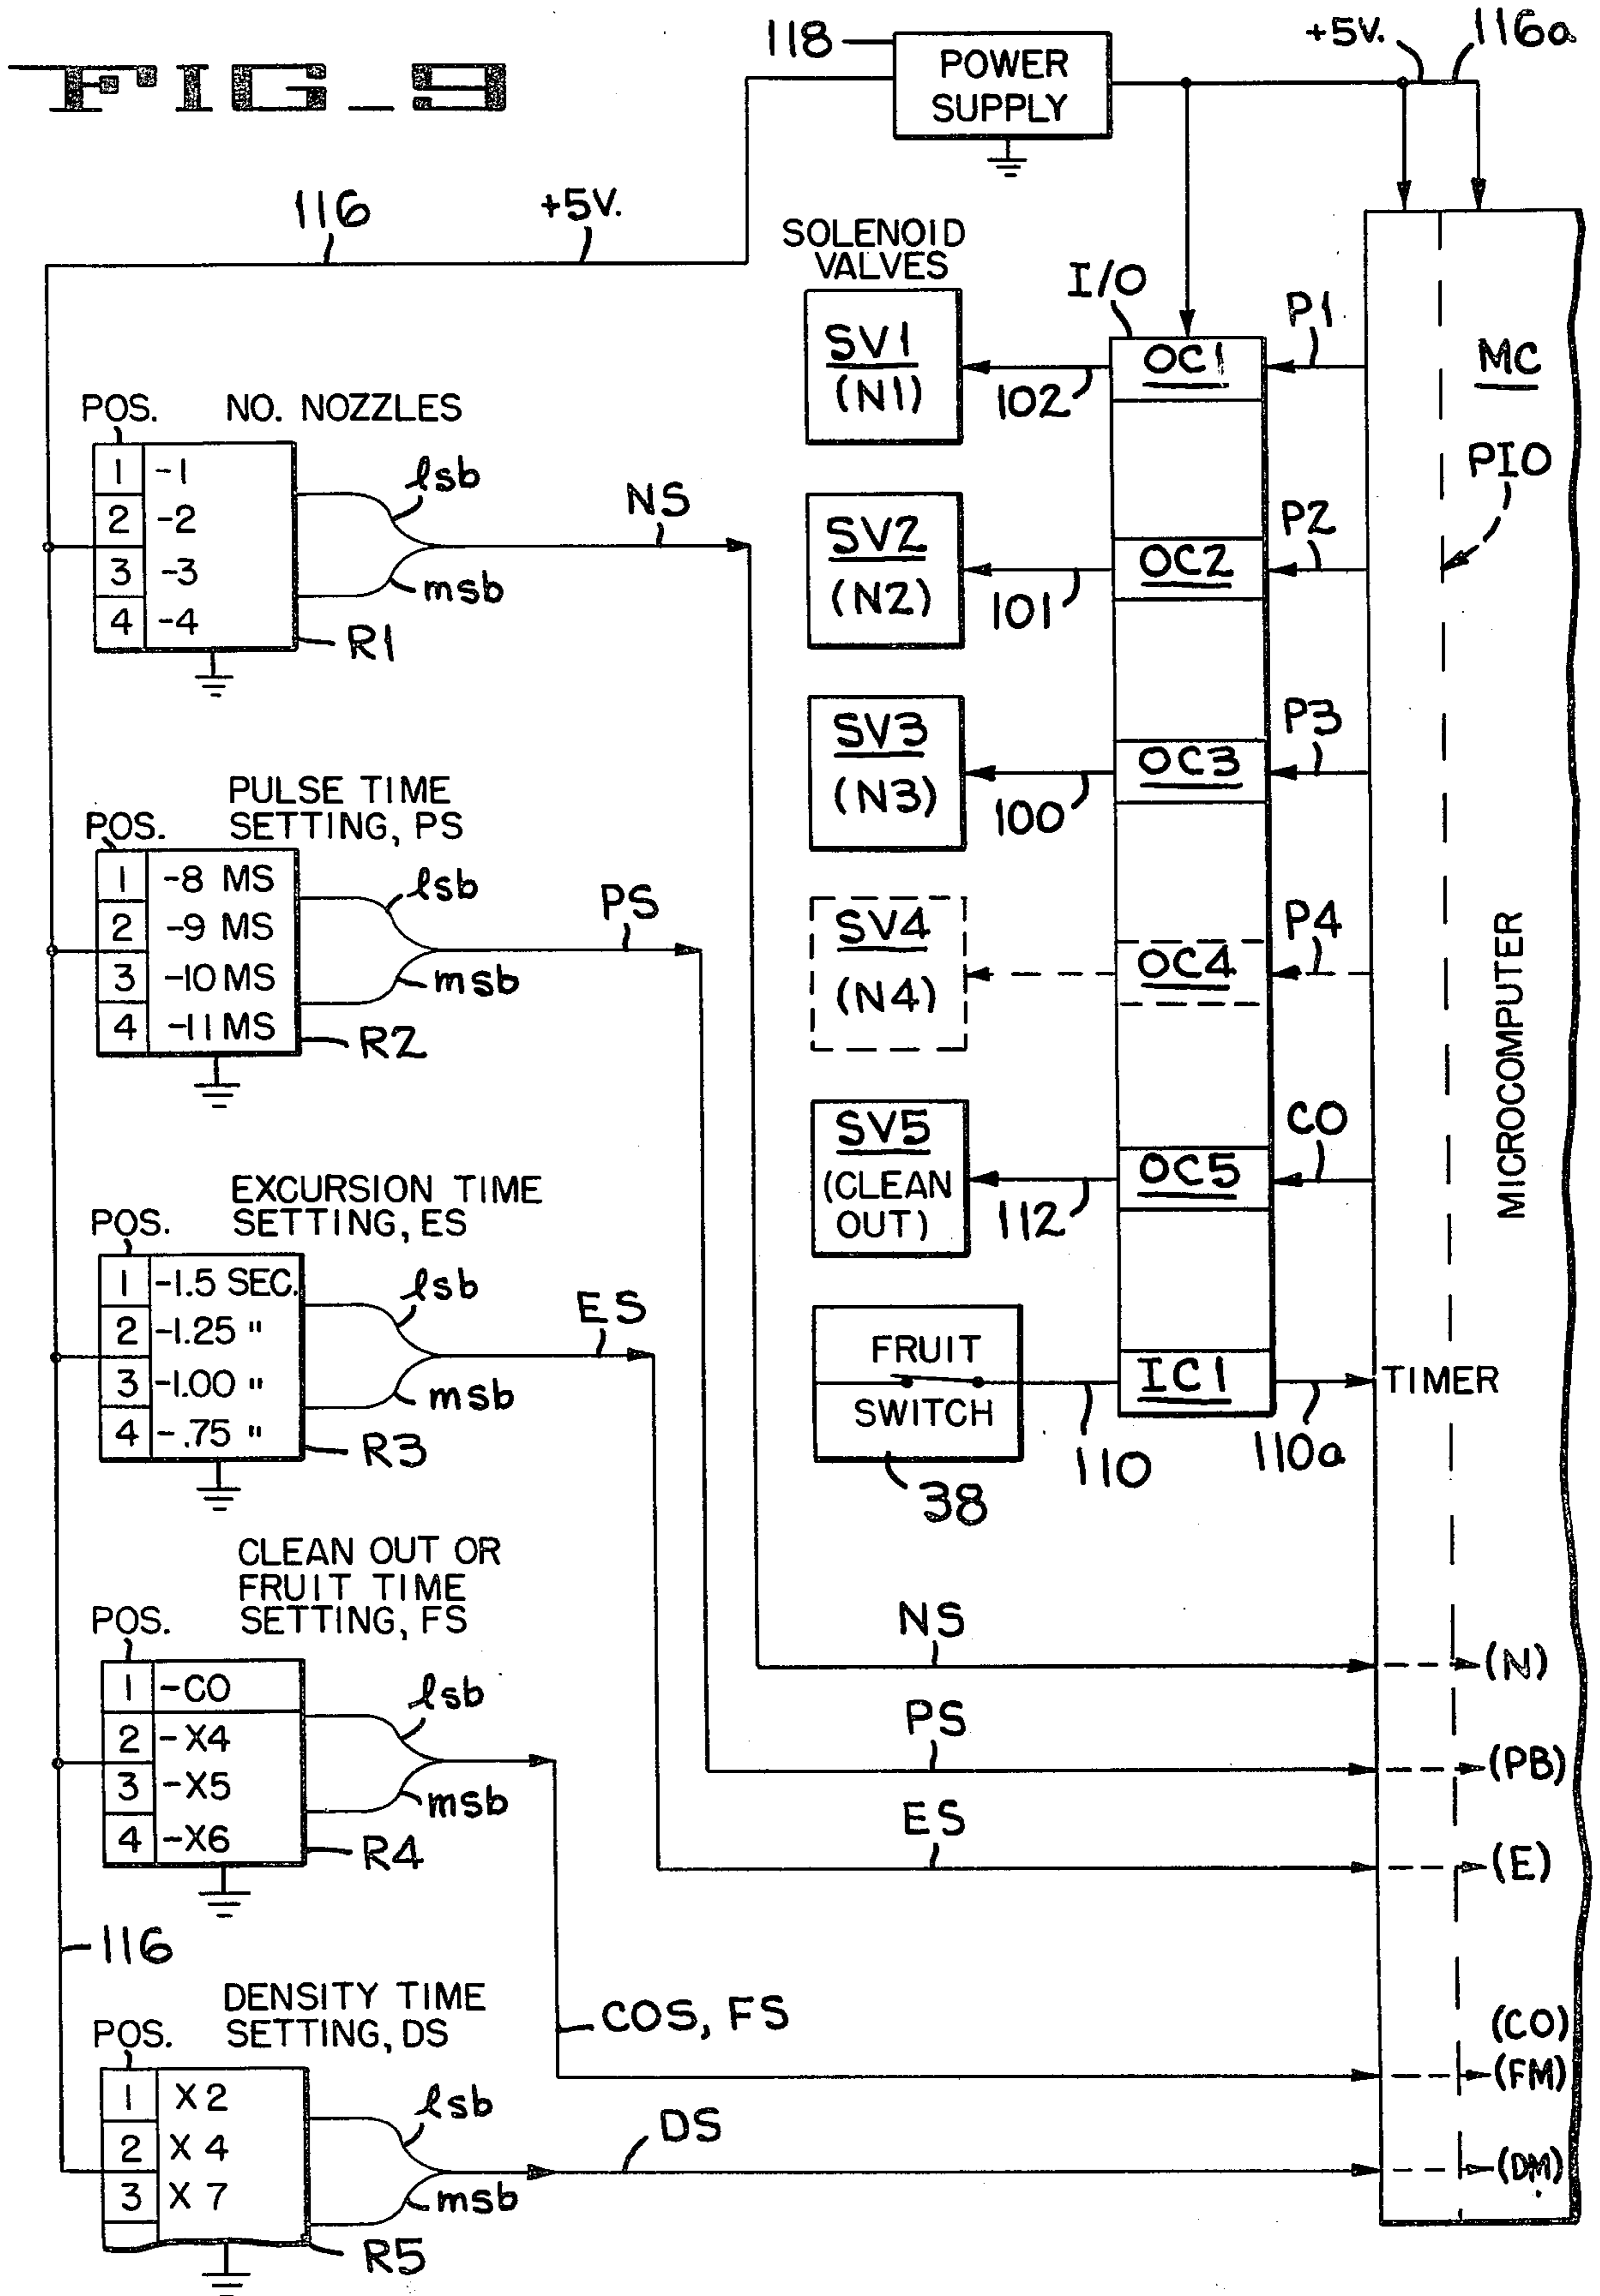 FIG_9
118
POWER
SUPPLY
+5V.
116a
116
+5V.
SOLENOID
VALVES
I/O
SV1
(N1)
102
OC1
P1
MC
PIO
POS. NO. NOZZLES
1 -1
2 -2
3 -3
4 -4
lsb
msb
NS
R1
SV2
(N2)
101
OC2
P2
SV3
(N3)
100
OC3
P3
PULSE TIME
POS. SETTING, PS
1 -8 MS
2 -9 MS
3 -10 MS
4 -11 MS
lsb
msb
PS
R2
SV4
(N4)
OC4
P4
MICROCOMPUTER
SV5
(CLEAN
OUT)
112
OC5
CO
EXCURSION TIME
POS. SETTING, ES
1 -1.5 SEC.
2 -1.25 "
3 -1.00 "
4 -.75 "
lsb
msb
ES
R3
FRUIT
SWITCH
38
110
IC1
110a
TIMER
CLEAN OUT OR
FRUIT TIME
POS. SETTING, FS
1 -CO
2 -X4
3 -X5
4 -X6
lsb
msb
R4
NS
(N)
PS
(PB)
ES
(E)
116
COS, FS
(CO)
(FM)
DENSITY TIME
POS. SETTING, DS
1 X 2
2 X 4
3 X 7
lsb
msb
DS
(DM)
R5